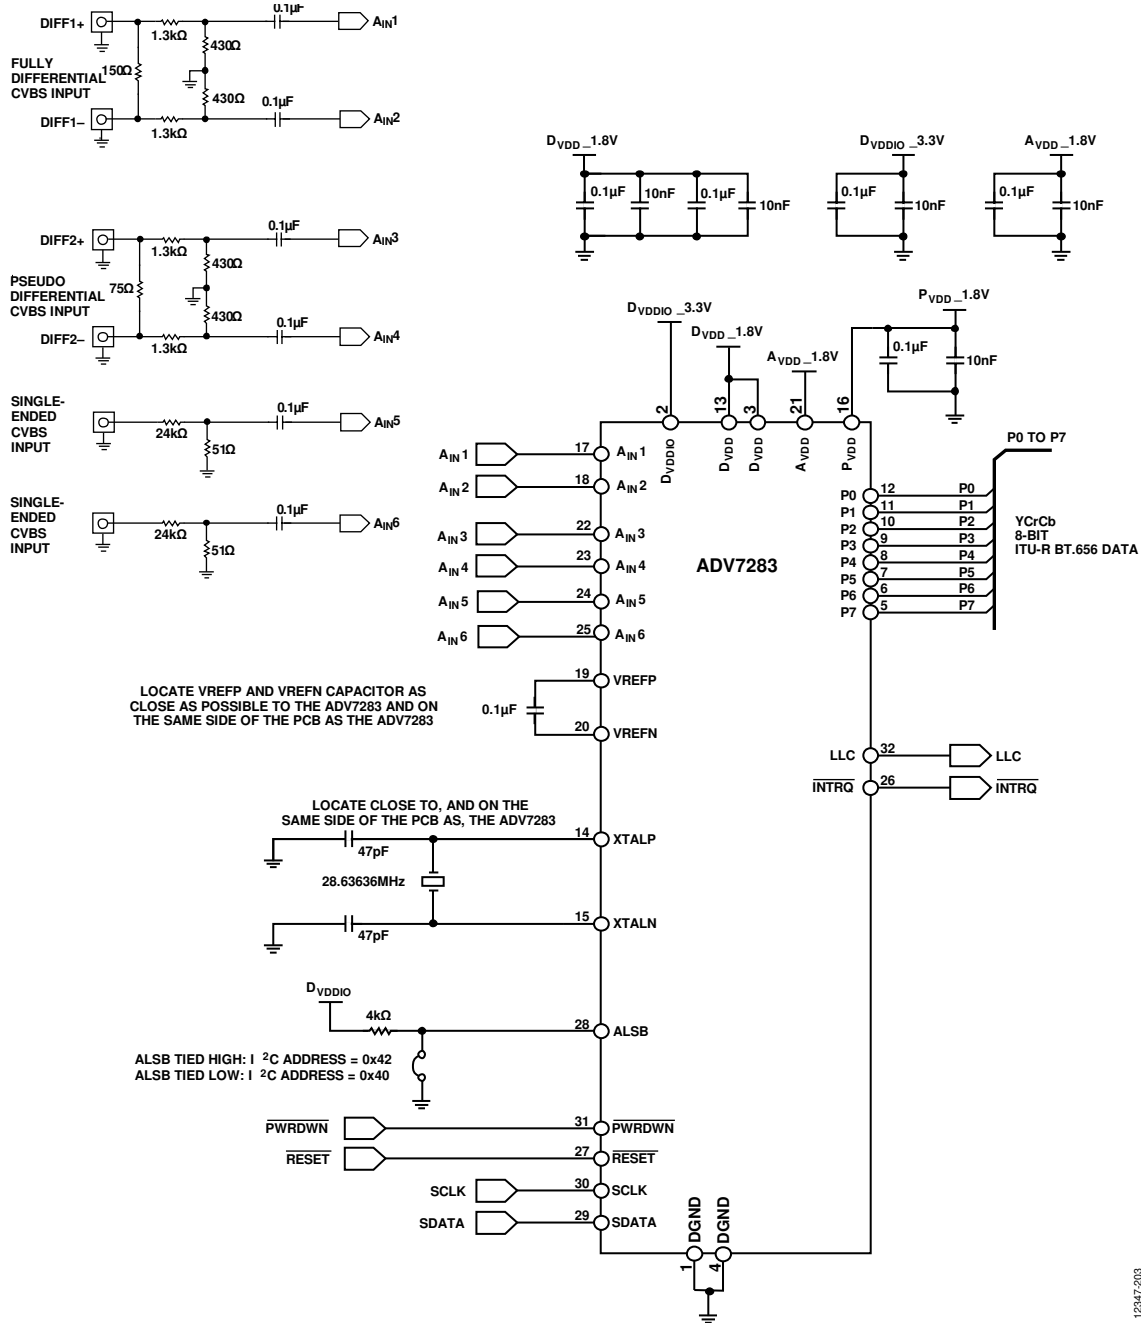 DIFF1+
1.3kΩ
0.1µF
AIN1
430Ω
FULLY
DIFFERENTIAL
CVBS INPUT
150Ω
430Ω
0.1µF
DIFF1–
1.3kΩ
AIN2
DVDD_1.8V
0.1µF
10nF
0.1µF
10nF
DVDDIO_3.3V
0.1µF
10nF
AVDD_1.8V
0.1µF
10nF
DIFF2+
1.3kΩ
0.1µF
AIN3
430Ω
PSEUDO
DIFFERENTIAL
CVBS INPUT
75Ω
430Ω
0.1µF
DIFF2–
1.3kΩ
AIN4
DVDDIO_3.3V
DVDD_1.8V
AVDD_1.8V
PVDD_1.8V
0.1µF
10nF
SINGLE-
ENDED
CVBS
INPUT
24kΩ
51Ω
0.1µF
AIN5
SINGLE-
ENDED
CVBS
INPUT
24kΩ
51Ω
0.1µF
AIN6
2
13
3
21
16
DVDDIO
DVDD
DVDD
AVDD
PVDD
AIN1
17
AIN1
AIN2
18
AIN2
AIN3
22
AIN3
AIN4
23
AIN4
AIN5
24
AIN5
AIN6
25
AIN6
ADV7283
P0 TO P7
P0
12
P0
P1
11
P1
P2
10
P2
P3
9
P3
P4
8
P4
P5
7
P5
P6
6
P6
P7
5
P7
YCrCb
8-BIT
ITU-R BT.656 DATA
LOCATE VREFP AND VREFN CAPACITOR AS
CLOSE AS POSSIBLE TO THE ADV7283 AND ON
THE SAME SIDE OF THE PCB AS THE ADV7283
0.1µF
19
VREFP
20
VREFN
LLC
32
LLC
INTRQ
26
INTRQ
LOCATE CLOSE TO, AND ON THE
SAME SIDE OF THE PCB AS, THE ADV7283
47pF
14
XTALP
28.63636MHz
47pF
15
XTALN
DVDDIO
4kΩ
28
ALSB
ALSB TIED HIGH: I 2C ADDRESS = 0x42
ALSB TIED LOW: I 2C ADDRESS = 0x40
PWRDWN
31
PWRDWN
RESET
27
RESET
SCLK
30
SCLK
SDATA
29
SDATA
DGND
DGND
1
4
12347-203